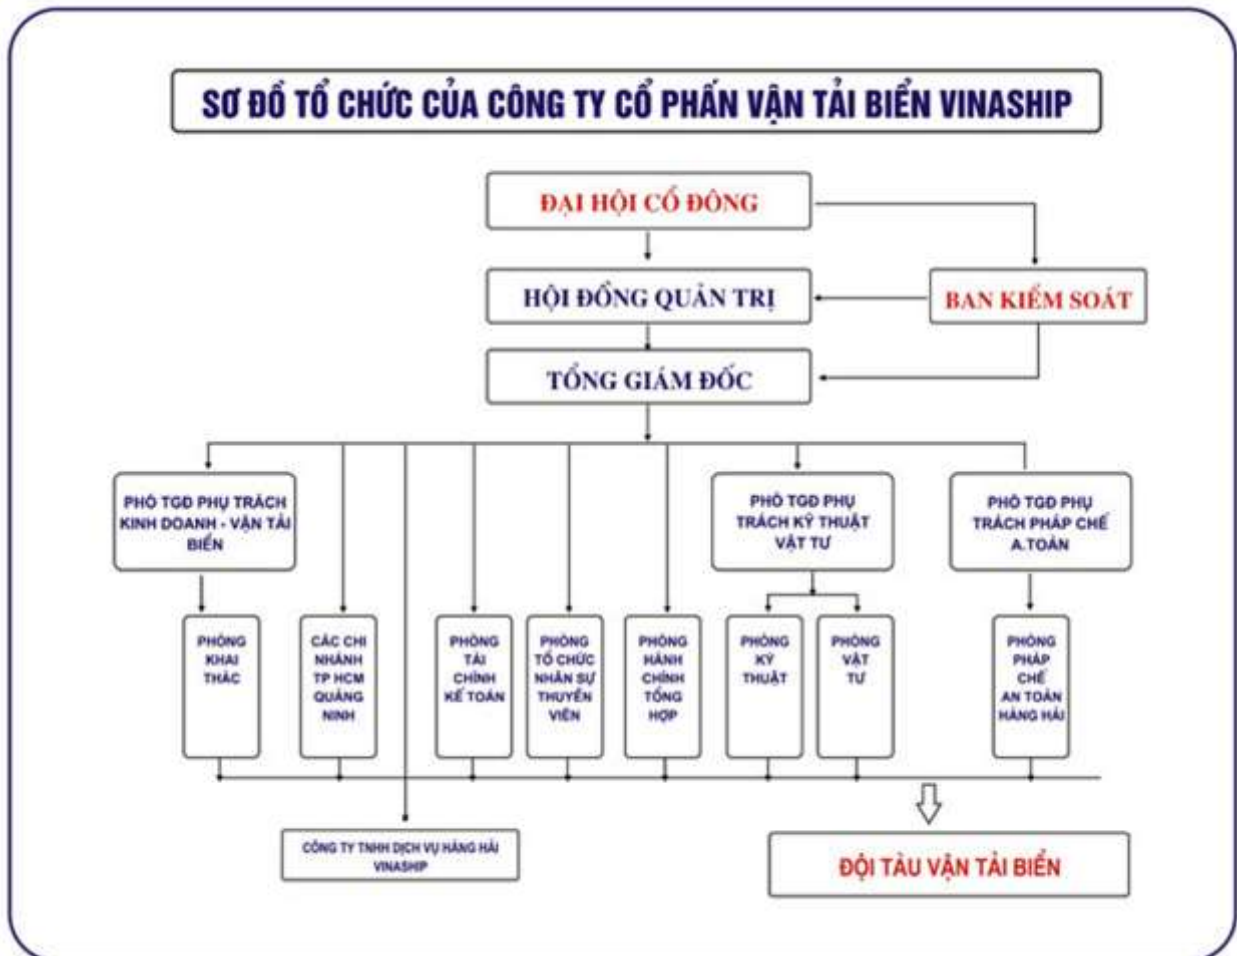 SƠ ĐỒ TỔ CHỨC CỦA CÔNG TY CỔ PHẤN VẬN TẢI BIỂN VINASHIP
ĐẠI HỘI CỔ ĐÔNG
HỘI ĐỒNG QUẢN TRỊ
BAN KIỂM SOÁT
TỔNG GIÁM ĐỐC
PHÓ TGĐ PHỤ TRÁCH
KINH DOANH - VẬN TẢI
BIỂN
PHÓ TGĐ PHỤ
TRÁCH KỸ THUẬT
VẬT TƯ
PHÓ TGĐ PHỤ
TRÁCH PHÁP CHẾ
A.TOÀN
PHÒNG
KHAI
THÁC
CÁC CHI
NHÁNH
TP HCM
QUẢNG
NINH
PHÒNG
TÀI
CHÍNH
KẾ TOÁN
PHÒNG
TỔ CHỨC
NHÂN SỰ
THUYỀN
VIÊN
PHÒNG
HÀNH
CHÍNH
TỔNG
HỢP
PHÒNG
KỸ
THUẬT
PHÒNG
VẬT
TƯ
PHÒNG
PHÁP
CHẾ
AN TOÀN
HÀNG HẢI
CÔNG TY TNHH DỊCH VỤ HÀNG HẢI
VINASHIP
ĐỘI TÀU VẬN TẢI BIỂN